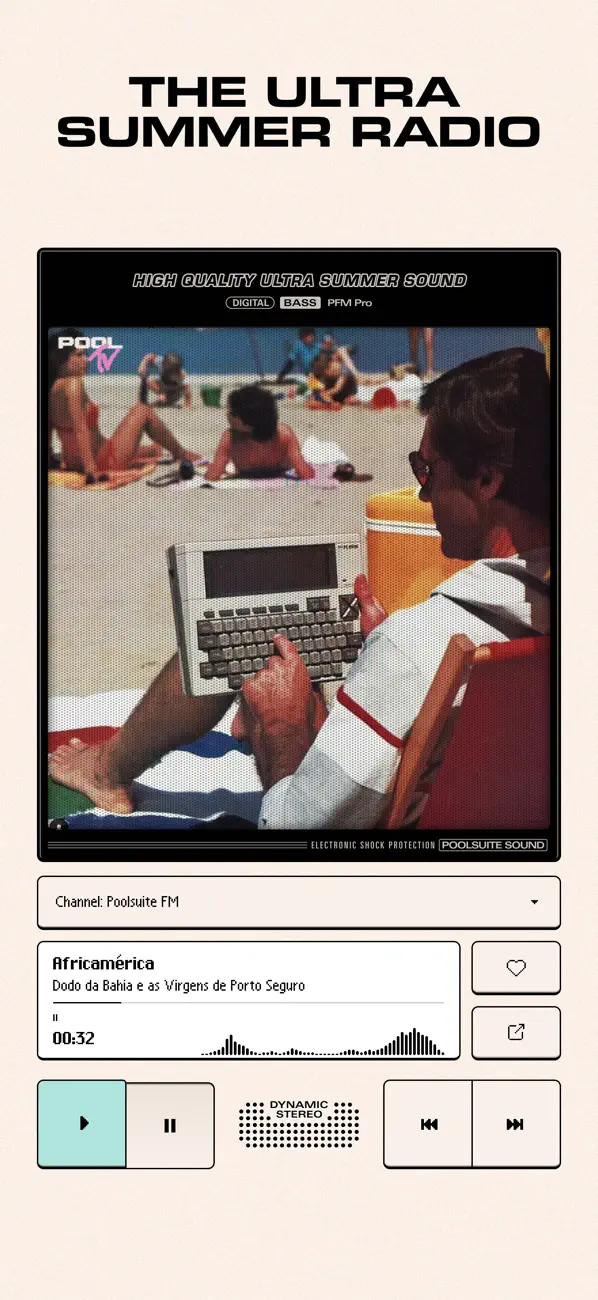 THE ULTRA
SUMMER RADIO
HIGH QUALITY ULTRA SUMMER SOUND
DIGITAL BASS PFM Pro
POOL
TV
ELECTRONIC SHOCK PROTECTION POOLSUITE SOUND
Channel: Poolsuite FM
Africamérica
Dodo da Bahia e as Virgens de Porto Seguro
00:32
DYNAMIC
STEREO